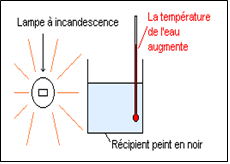 Lampe à incandescence
La température
de l'eau
augmente
Récipient peint en noir